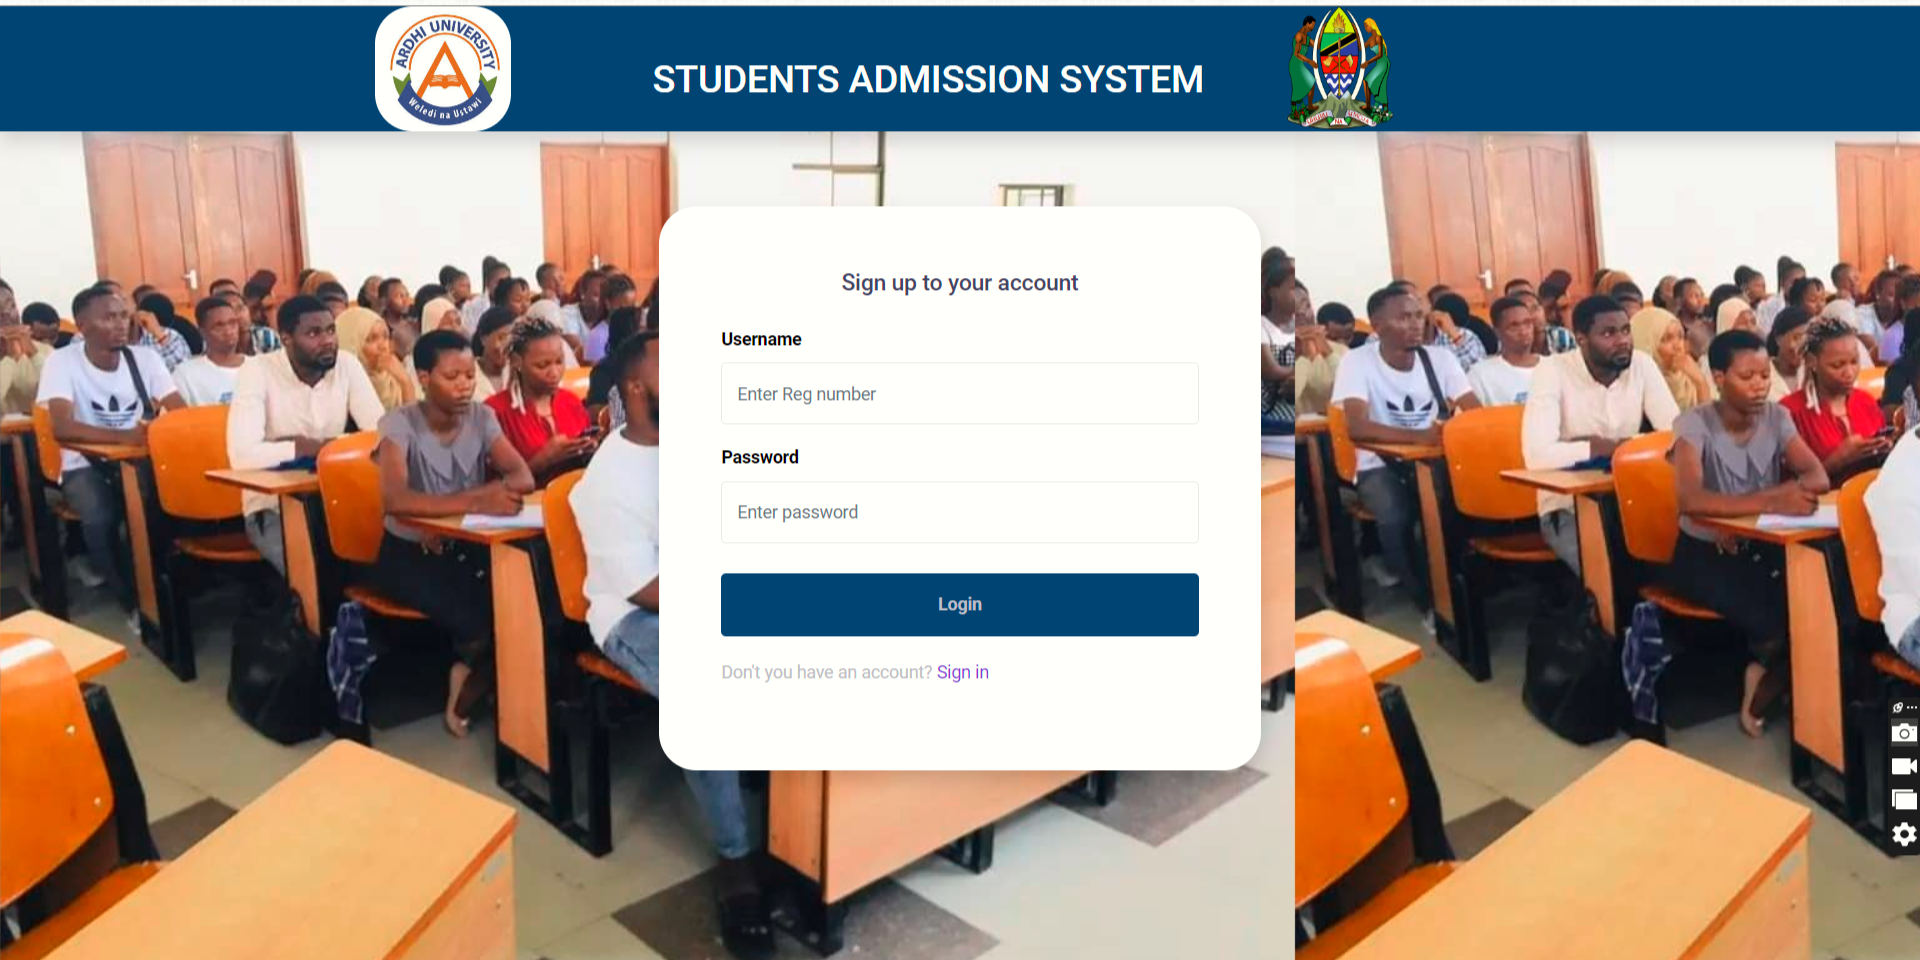 ARDHI UNIVERSITY
Weledi na Ustawi
STUDENTS ADMISSION SYSTEM
Sign up to your account
Username
Enter Reg number
Password
Enter password
Login
Don't you have an account? Sign in